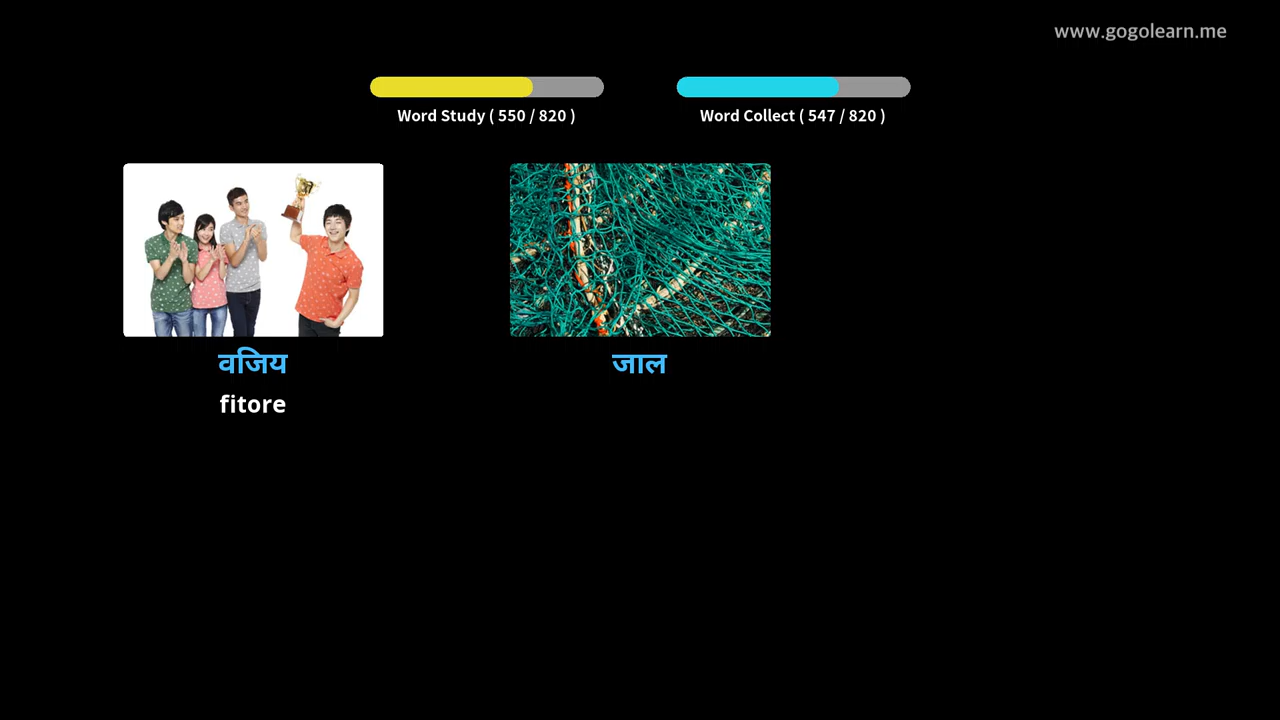 www.gogolearn.me
Word Study ( 550 / 820 )
Word Collect ( 547 / 820 )
वजिय
fitore
जाल